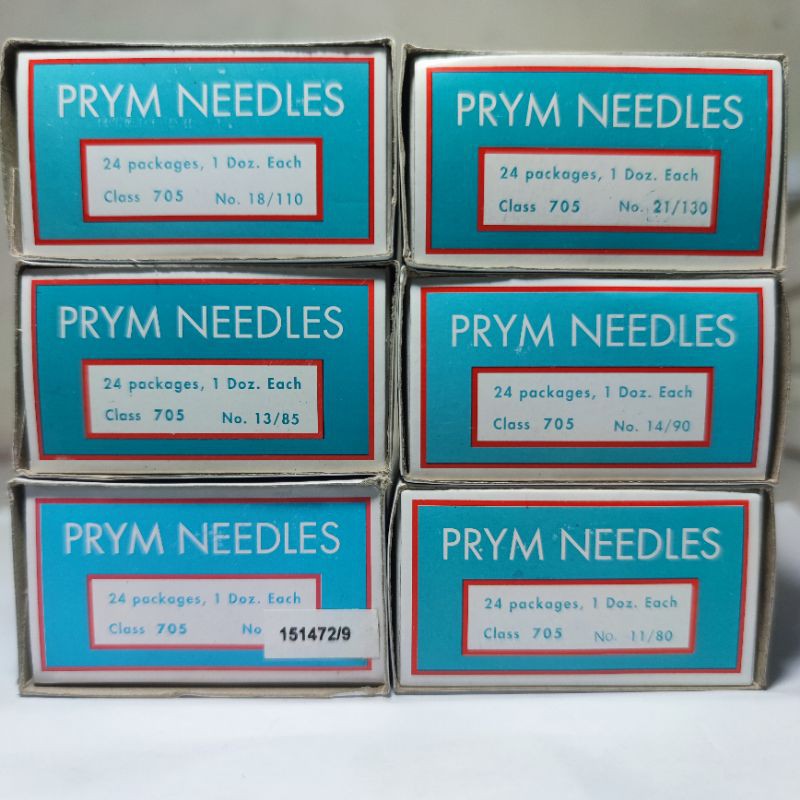 PRYM NEEDLES
24 packages, 1 Doz. Each
Class 705 No. 18/110
PRYM NEEDLES
24 packages, 1 Doz. Each
Class 705 No. 21/130
PRYM NEEDLES
24 packages, 1 Doz. Each
Class 705 No. 13/85
PRYM NEEDLES
24 packages, 1 Doz. Each
Class 705 No. 14/90
PRYM NEEDLES
24 packages, 1 Doz. Each
Class 705 No
151472/9
PRYM NEEDLES
24 packages, 1 Doz. Each
Class 705 No. 11/80